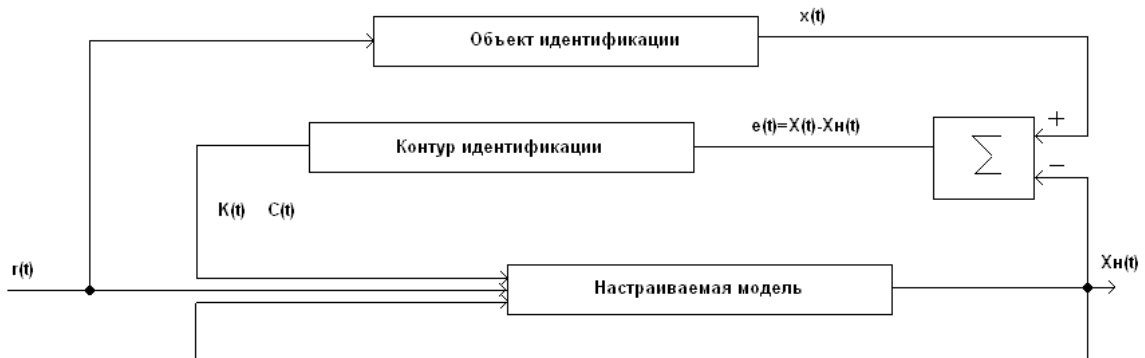 x(t)
Объект идентификации
e(t)=X(t)-Xн(t)
+
Контур идентификации
Σ
−
K(t) C(t)
r(t)
Xн(t)
Настраиваемая модель